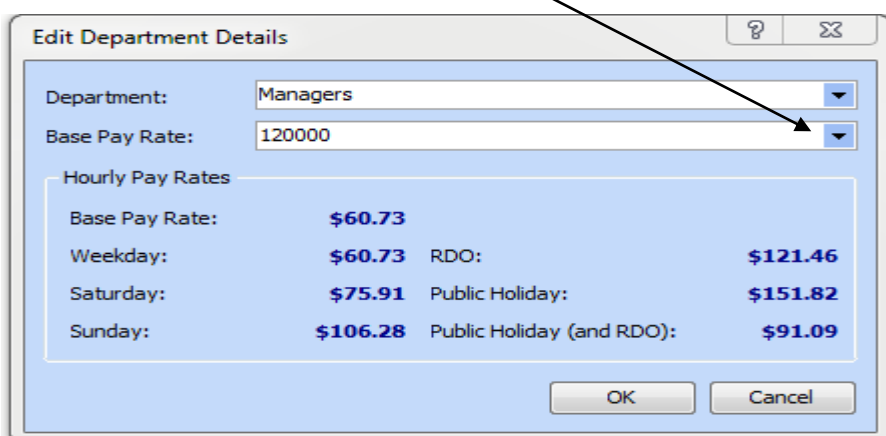 Edit Department Details
Department: Managers
Base Pay Rate: 120000
Hourly Pay Rates
Base Pay Rate: $60.73
Weekday: $60.73 RDO: $121.46
Saturday: $75.91 Public Holiday: $151.82
Sunday: $106.28 Public Holiday (and RDO): $91.09
OK Cancel